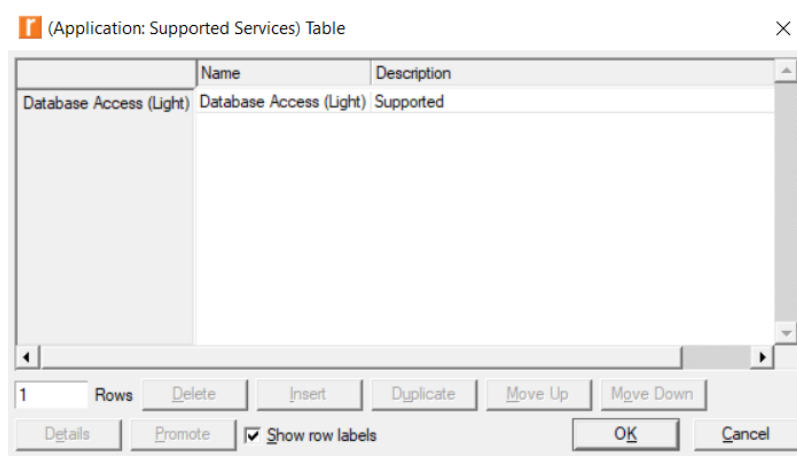 (Application: Supported Services) Table
Name Description
Database Access (Light) Database Access (Light) Supported
1 Rows Delete Insert Duplicate Move Up Move Down
Details Promote Show row labels OK Cancel